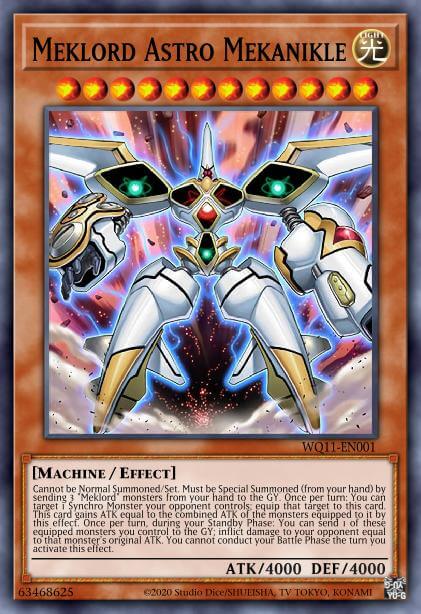 MEKLORD ASTRO MEKANIKLE
LIGHT
光
WQ11-EN001
[MACHINE / EFFECT]
Cannot be Normal Summoned/Set. Must be Special Summoned (from your hand) by
sending 3 "Meklord" monsters from your hand to the GY. Once per turn: You can
target 1 Synchro Monster your opponent controls; equip that target to this card.
This card gains ATK equal to the combined ATK of the monsters equipped to it by
this effect. Once per turn, during your Standby Phase: You can send 1 of these
equipped monsters you control to the GY; inflict damage to your opponent equal
to that monster's original ATK. You cannot conduct your Battle Phase the turn you
activate this effect.
ATK/4000 DEF/4000
63468625
©2020 Studio Dice/SHUEISHA, TV TOKYO, KONAMI